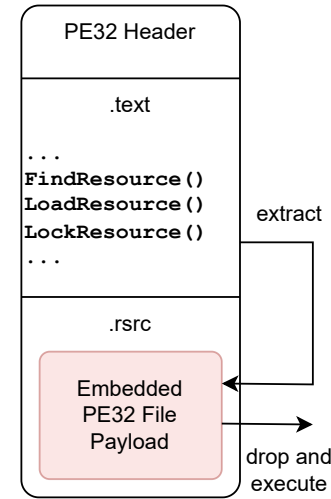 PE32 Header
.text
...
FindResource()
LoadResource()
LockResource()
...
extract
.rsrc
Embedded
PE32 File
Payload
drop and
execute